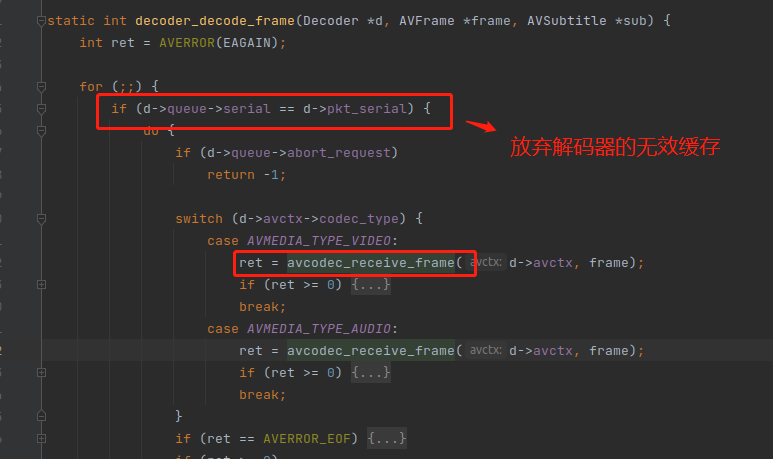 static int decoder_decode_frame(Decoder *d, AVFrame *frame, AVSubtitle *sub) {
int ret = AVERROR(EAGAIN);
for (;;) {
if (d->queue->serial == d->pkt_serial) {
do {
放弃解码器的无效缓存
if (d->queue->abort_request)
return -1;
switch (d->avctx->codec_type) {
case AVMEDIA_TYPE_VIDEO:
ret = avcodec_receive_frame( avctx: d->avctx, frame);
if (ret >= 0) {...}
break;
case AVMEDIA_TYPE_AUDIO:
ret = avcodec_receive_frame( avctx: d->avctx, frame);
if (ret >= 0) {...}
break;
}
if (ret == AVERROR_EOF) {...}